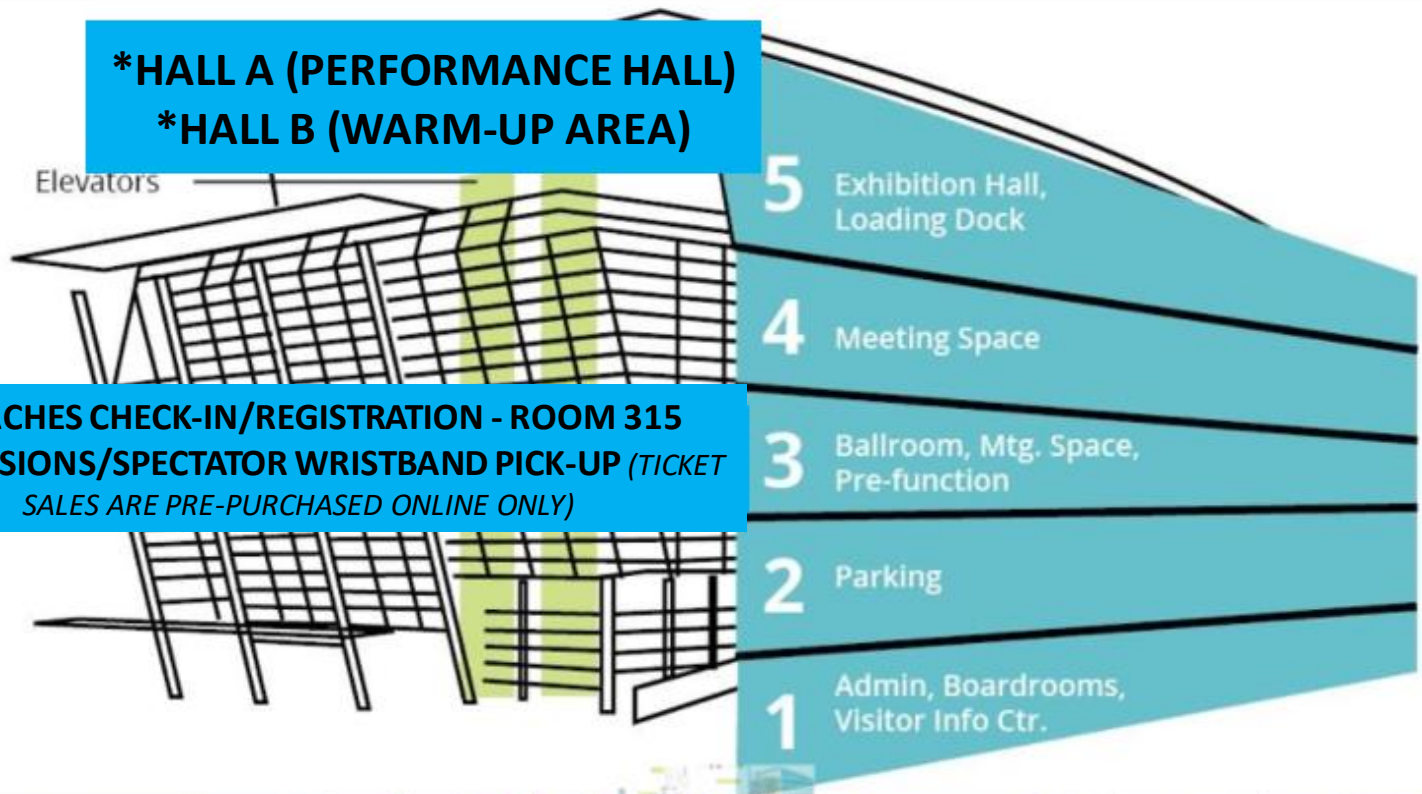 *HALL A (PERFORMANCE HALL)
*HALL B (WARM-UP AREA)
Elevators
5 Exhibition Hall,
Loading Dock
4 Meeting Space
ACHES CHECK-IN/REGISTRATION - ROOM 315
SIONS/SPECTATOR WRISTBAND PICK-UP (TICKET
SALES ARE PRE-PURCHASED ONLINE ONLY)
3 Ballroom, Mtg. Space,
Pre-function
2 Parking
1 Admin, Boardrooms,
Visitor Info Ctr.